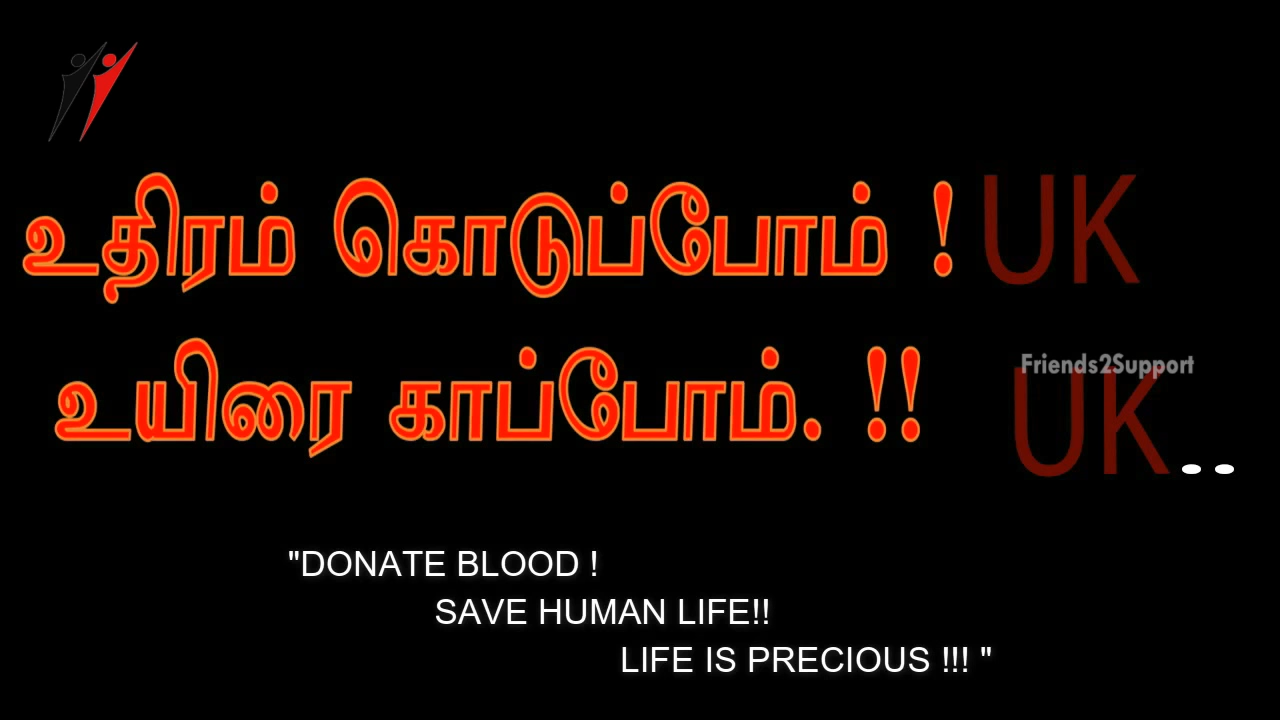 உதிரம் கொடுப்போம் ! UK
Friends2Support
உயிரை காப்போம். !! UK..
"DONATE BLOOD !
SAVE HUMAN LIFE!!
LIFE IS PRECIOUS !!! "